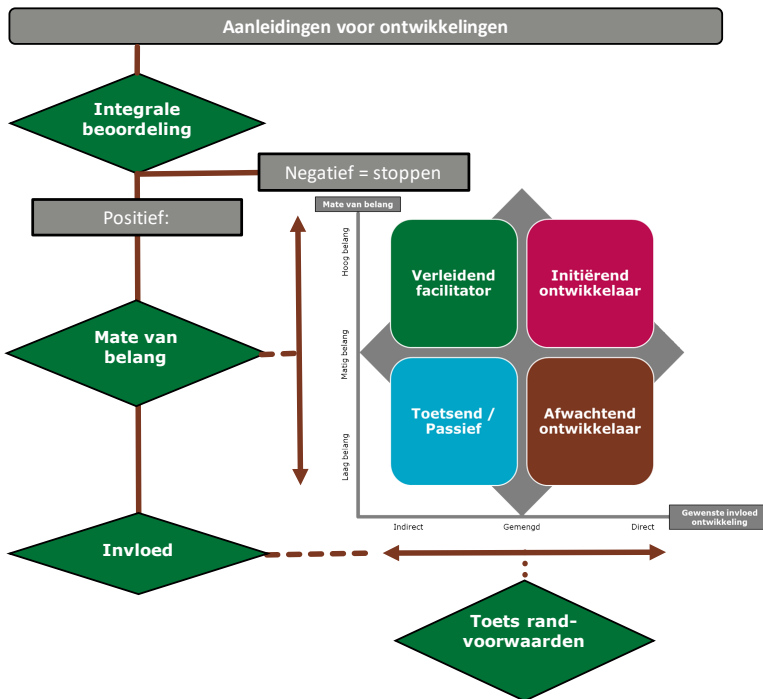 Aanleidingen voor ontwikkelingen
Integrale
beoordeling
Negatief = stoppen
Positief:
Mate van
belang
Invloed
Mate van belang
Hoog belang
Matig belang
Laag belang
Verleidend
facilitator
Initiërend
ontwikkelaar
Toetsend /
Passief
Afwachtend
ontwikkelaar
Indirect
Gemengd
Direct
Gewenste invloed
ontwikkeling
Toets rand-
voorwaarden